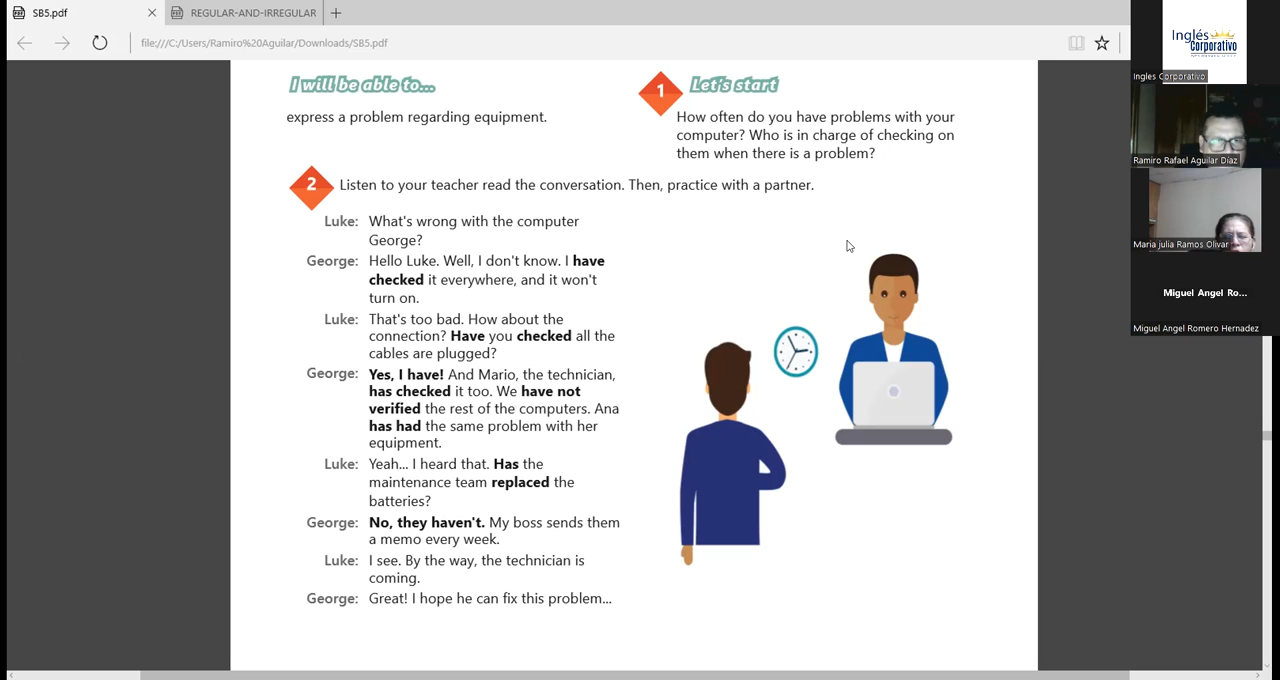 SB5.pdf
REGULAR-AND-IRREGULAR
file:///C:/Users/Ramiro%20Aguilar/Downloads/SB5.pdf
I will be able to...
express a problem regarding equipment.
1
Let's start
How often do you have problems with your
computer? Who is in charge of checking on
them when there is a problem?
2
Listen to your teacher read the conversation. Then, practice with a partner.
Luke: What's wrong with the computer
George?
George: Hello Luke. Well, I don't know. I have
checked it everywhere, and it won't
turn on.
Luke: That's too bad. How about the
connection? Have you checked all the
cables are plugged?
George: Yes, I have! And Mario, the technician,
has checked it too. We have not
verified the rest of the computers. Ana
has had the same problem with her
equipment.
Luke: Yeah... I heard that. Has the
maintenance team replaced the
batteries?
George: No, they haven't. My boss sends them
a memo every week.
Luke: I see. By the way, the technician is
coming.
George: Great! I hope he can fix this problem...
Inglés
Corporativo
Ingles Corporativo
Ramiro Rafael Aguilar Díaz
Maria julia Ramos Olivar
Miguel Angel Ro...
Miguel Angel Romero Hernadez